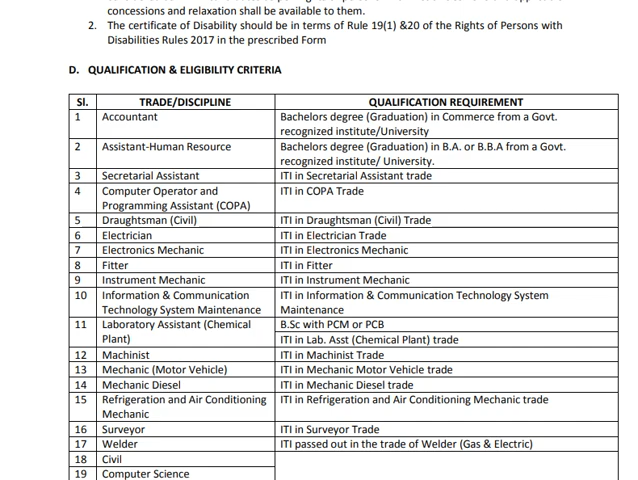 concessions and relaxation shall be available to them.
2. The certificate of Disability should be in terms of Rule 19(1) &20 of the Rights of Persons with
Disabilities Rules 2017 in the prescribed Form
D. QUALIFICATION & ELIGIBILITY CRITERIA
Sl. TRADE/DISCIPLINE QUALIFICATION REQUIREMENT
1 Accountant Bachelors degree (Graduation) in Commerce from a Govt.
recognized institute/University
2 Assistant-Human Resource Bachelors degree (Graduation) in B.A. or B.B.A from a Govt.
recognized institute/ University.
3 Secretarial Assistant ITI in Secretarial Assistant trade
4 Computer Operator and ITI in COPA Trade
Programming Assistant (COPA)
5 Draughtsman (Civil) ITI in Draughtsman (Civil) Trade
6 Electrician ITI in Electrician Trade
7 Electronics Mechanic ITI in Electronics Mechanic
8 Fitter ITI in Fitter
9 Instrument Mechanic ITI in Instrument Mechanic
10 Information & Communication ITI in Information & Communication Technology System
Technology System Maintenance Maintenance
11 Laboratory Assistant (Chemical B.Sc with PCM or PCB
Plant) ITI in Lab. Asst (Chemical Plant) trade
12 Machinist ITI in Machinist Trade
13 Mechanic (Motor Vehicle) ITI in Mechanic Motor Vehicle trade
14 Mechanic Diesel ITI in Mechanic Diesel trade
15 Refrigeration and Air Conditioning ITI in Refrigeration and Air Conditioning Mechanic trade
Mechanic
16 Surveyor ITI in Surveyor Trade
17 Welder ITI passed out in the trade of Welder (Gas & Electric)
18 Civil
19 Computer Science